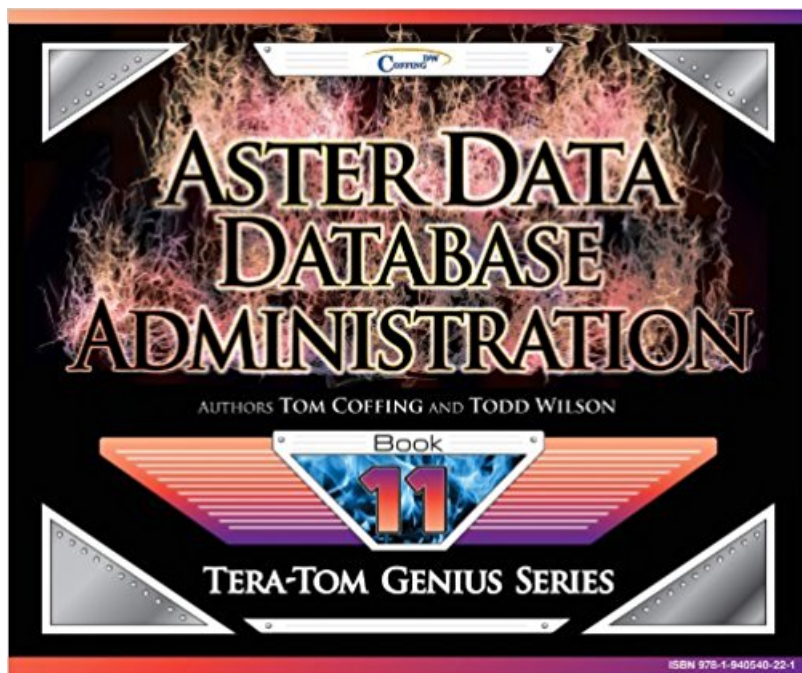 COFFING DW
ASTER DATA
DATABASE
ADMINISTRATION
AUTHORS TOM COFFING AND TODD WILSON
Book
11
TERA-TOM GENIUS SERIES
ISBN 978-1-940540-22-1